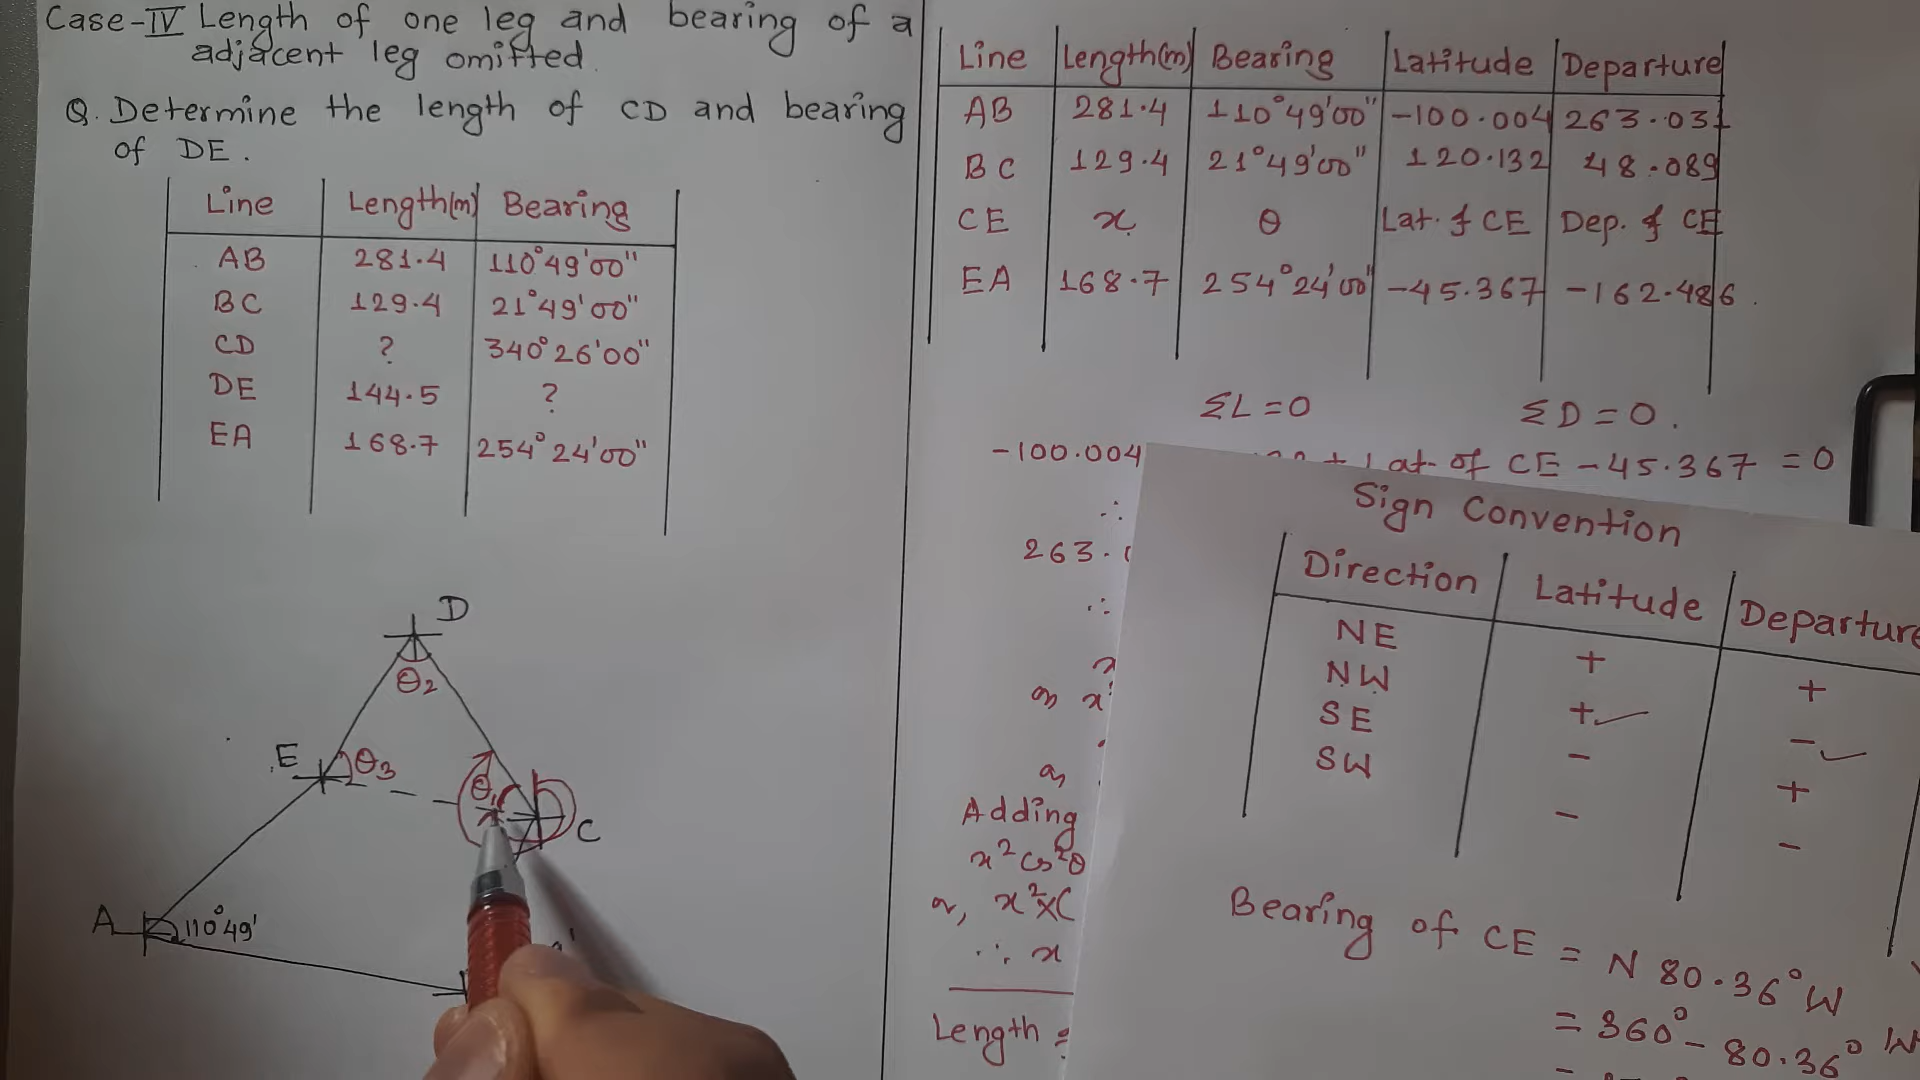 Case-IV Length of one leg and bearing of a
adjacent leg omitted.
Q. Determine the length of CD and bearing
of DE.
Line Length(m) Bearing
AB 281.4 110°49'00"
BC 129.4 21°49'00"
CD ? 340°26'00"
DE 144.5 ?
EA 168.7 254°24'00"
D
θ2
E θ3
θ1
C
A 110°49'
Line Length(m) Bearing Latitude Departure
AB 281.4 110°49'00" -100.004 263.031
BC 129.4 21°49'00" 120.132 48.089
CE x θ Lat. of CE Dep. of CE
EA 168.7 254°24'00" -45.367 -162.486
ΣL=0 ΣD=0.
-100.004 + Lat. of CE -45.367 = 0
∴
263.
∴
x
or x
or
Adding
x² cos²θ
or, x²×(
∴ x
Length =
Sign Convention
Direction Latitude Departure
NE + +
NW +✓ -✓
SE - +
SW - -
Bearing of CE = N 80.36° W
= 360° - 80.36°
=